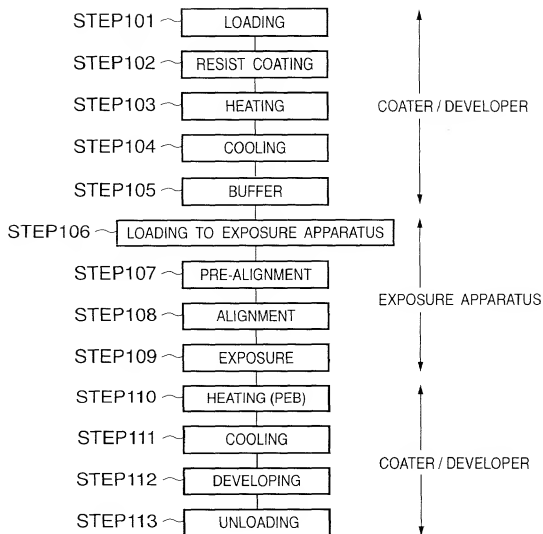 STEP101 LOADING
STEP102 RESIST COATING
STEP103 HEATING
COATER / DEVELOPER
STEP104 COOLING
STEP105 BUFFER
STEP106 LOADING TO EXPOSURE APPARATUS
STEP107 PRE-ALIGNMENT
EXPOSURE APPARATUS
STEP108 ALIGNMENT
STEP109 EXPOSURE
STEP110 HEATING (PEB)
STEP111 COOLING
COATER / DEVELOPER
STEP112 DEVELOPING
STEP113 UNLOADING